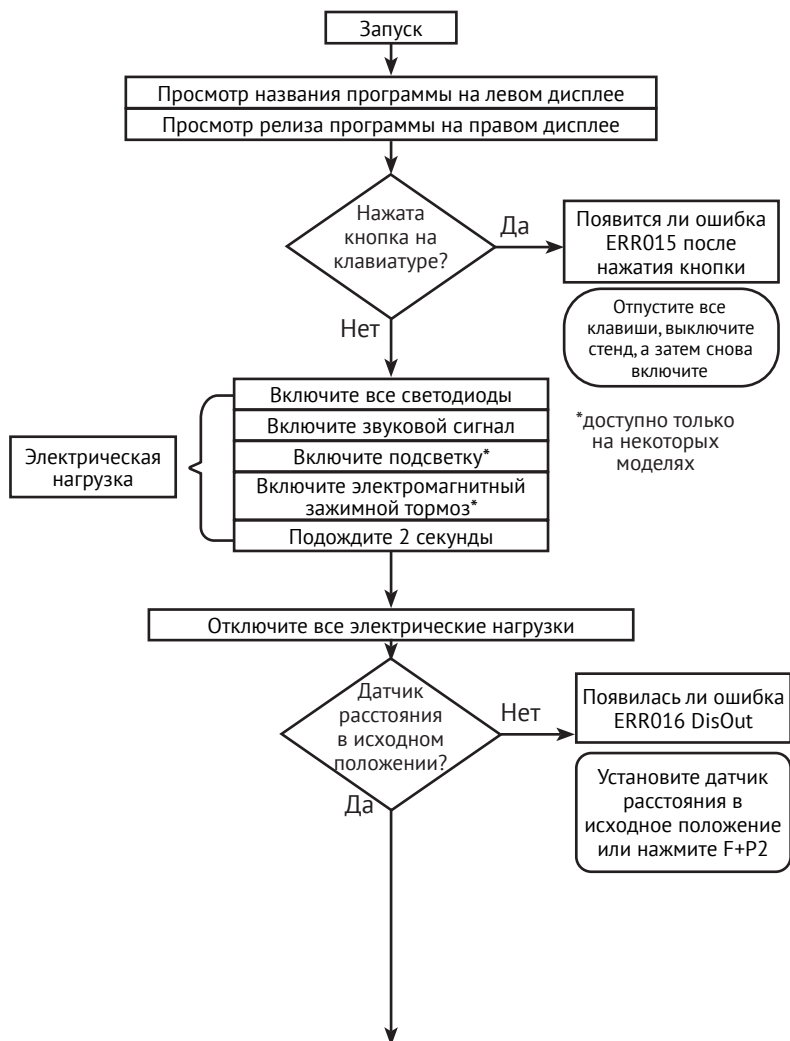 Запуск
Просмотр названия программы на левом дисплее
Просмотр релиза программы на правом дисплее
Нажата
кнопка на
клавиатуре?
Да
Появится ли ошибка
ERR015 после
нажатия кнопки
Отпустите все
клавиши, выключите
стенд, а затем снова
включите
Нет
Включите все светодиоды
Включите звуковой сигнал
Включите подсветку*
Включите электромагнитный
зажимной тормоз*
Подождите 2 секунды
Электрическая
нагрузка
*доступно только
на некоторых
моделях
Отключите все электрические нагрузки
Датчик
расстояния
в исходном
положении?
Нет
Появилась ли ошибка
ERR016 DisOut
Установите датчик
расстояния в
исходное положение
или нажмите F+P2
Да